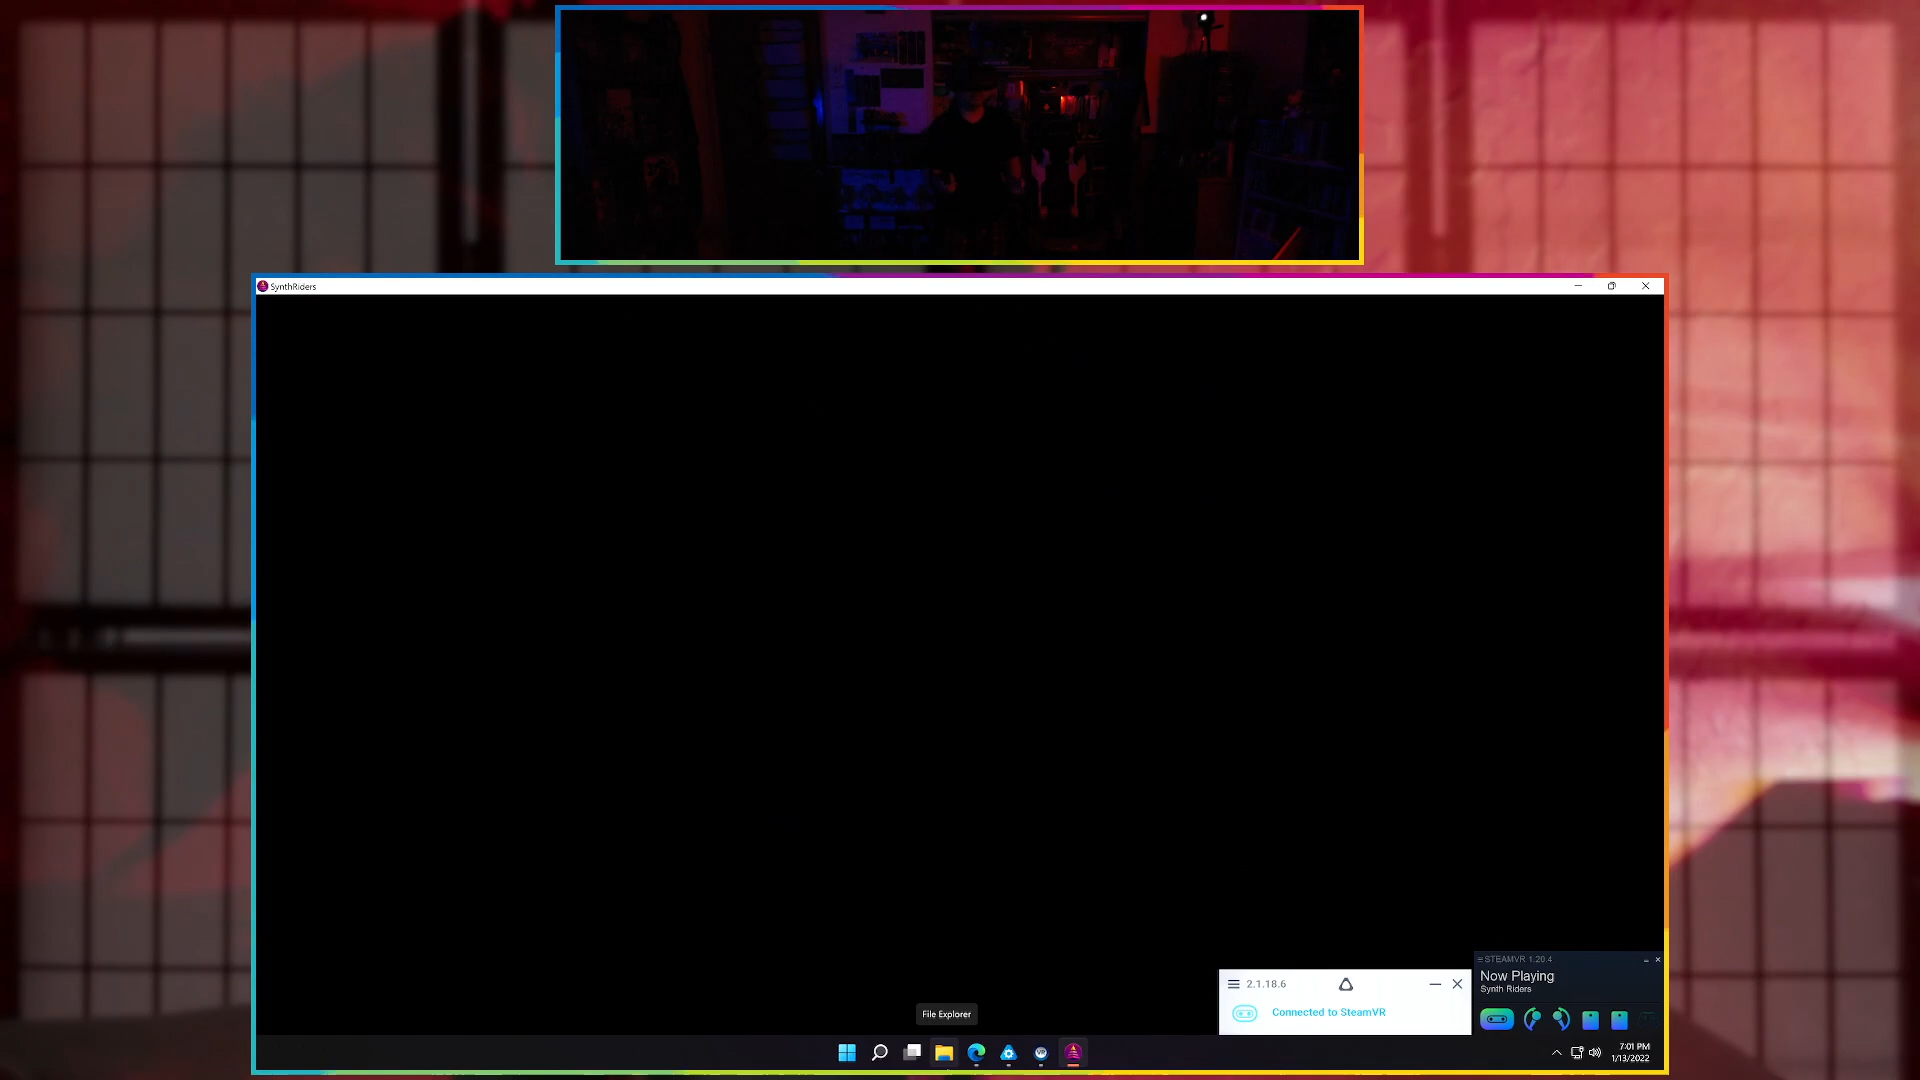 SynthRiders
STEAMVR 1.20.4
Now Playing
Synth Riders
2.1.18.6
Connected to SteamVR
File Explorer
7:01 PM
1/13/2022